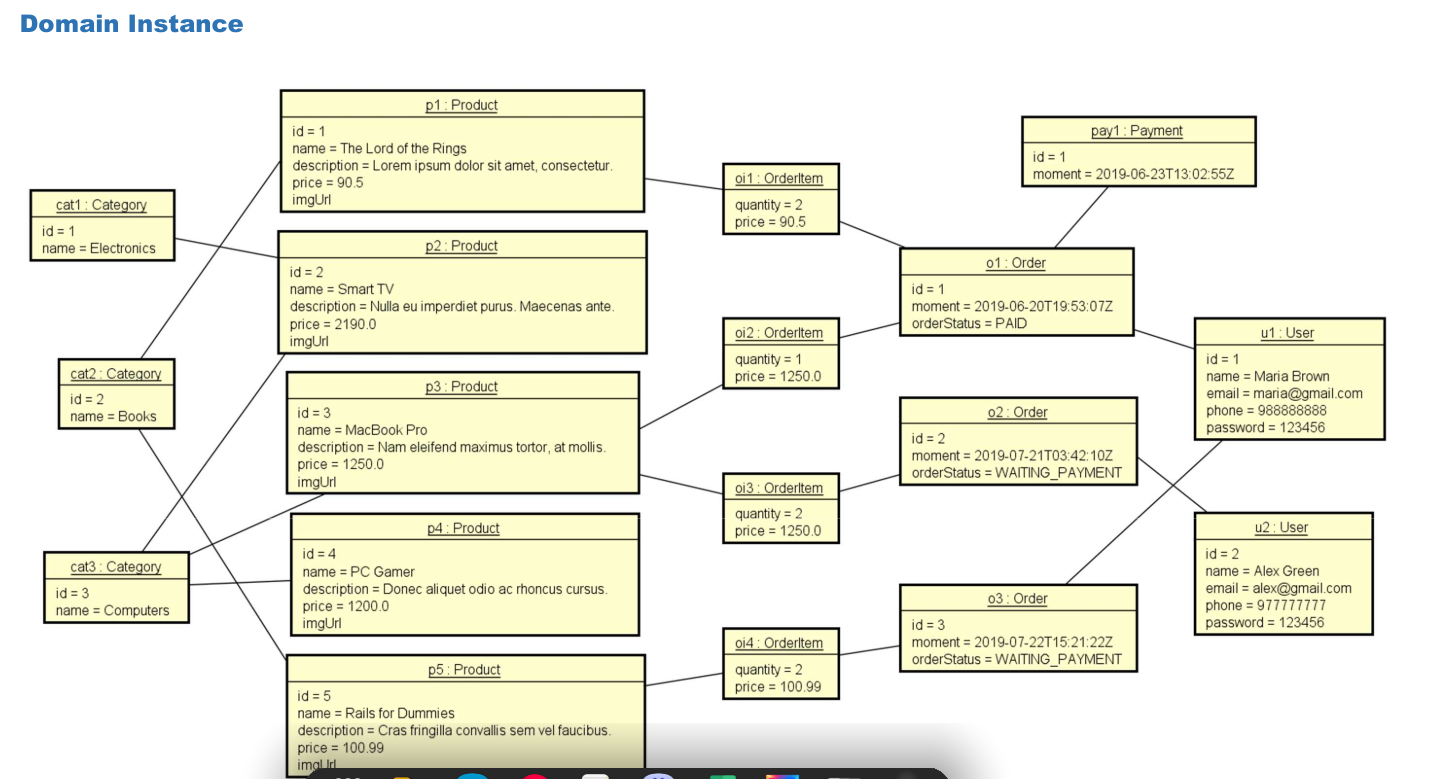 Domain Instance
p1 : Product
id = 1
name = The Lord of the Rings
description = Lorem ipsum dolor sit amet, consectetur.
price = 90.5
imgUrl
pay1 : Payment
id = 1
moment = 2019-06-23T13:02:55Z
oi1 : OrderItem
quantity = 2
price = 90.5
cat1 : Category
id = 1
name = Electronics
p2 : Product
id = 2
name = Smart TV
description = Nulla eu imperdiet purus. Maecenas ante.
price = 2190.0
imgUrl
o1 : Order
id = 1
moment = 2019-06-20T19:53:07Z
orderStatus = PAID
oi2 : OrderItem
quantity = 1
price = 1250.0
u1 : User
id = 1
name = Maria Brown
email = maria@gmail.com
phone = 988888888
password = 123456
cat2 : Category
id = 2
name = Books
p3 : Product
id = 3
name = MacBook Pro
description = Nam eleifend maximus tortor, at mollis.
price = 1250.0
imgUrl
o2 : Order
id = 2
moment = 2019-07-21T03:42:10Z
orderStatus = WAITING_PAYMENT
oi3 : OrderItem
quantity = 2
price = 1250.0
p4 : Product
id = 4
name = PC Gamer
description = Donec aliquet odio ac rhoncus cursus.
price = 1200.0
imgUrl
u2 : User
id = 2
name = Alex Green
email = alex@gmail.com
phone = 977777777
password = 123456
cat3 : Category
id = 3
name = Computers
o3 : Order
id = 3
moment = 2019-07-22T15:21:22Z
orderStatus = WAITING_PAYMENT
oi4 : OrderItem
quantity = 2
price = 100.99
p5 : Product
id = 5
name = Rails for Dummies
description = Cras fringilla convallis sem vel faucibus.
price = 100.99
imgUrl